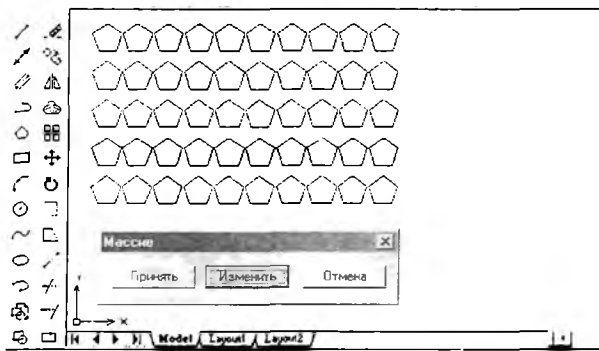 Массив
Принять Изменить Отмена
Y
X
Model Layout1 Layout2